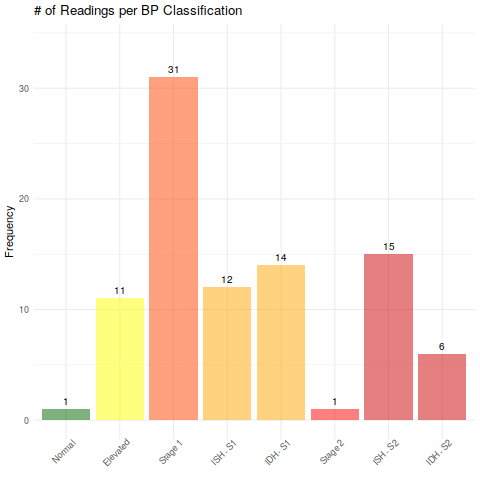 # of Readings per BP Classification
Frequency
30
20
10
0
1
11
31
12
14
1
15
6
Normal
Elevated
Stage 1
ISH - S1
IDH - S1
Stage 2
ISH - S2
IDH - S2